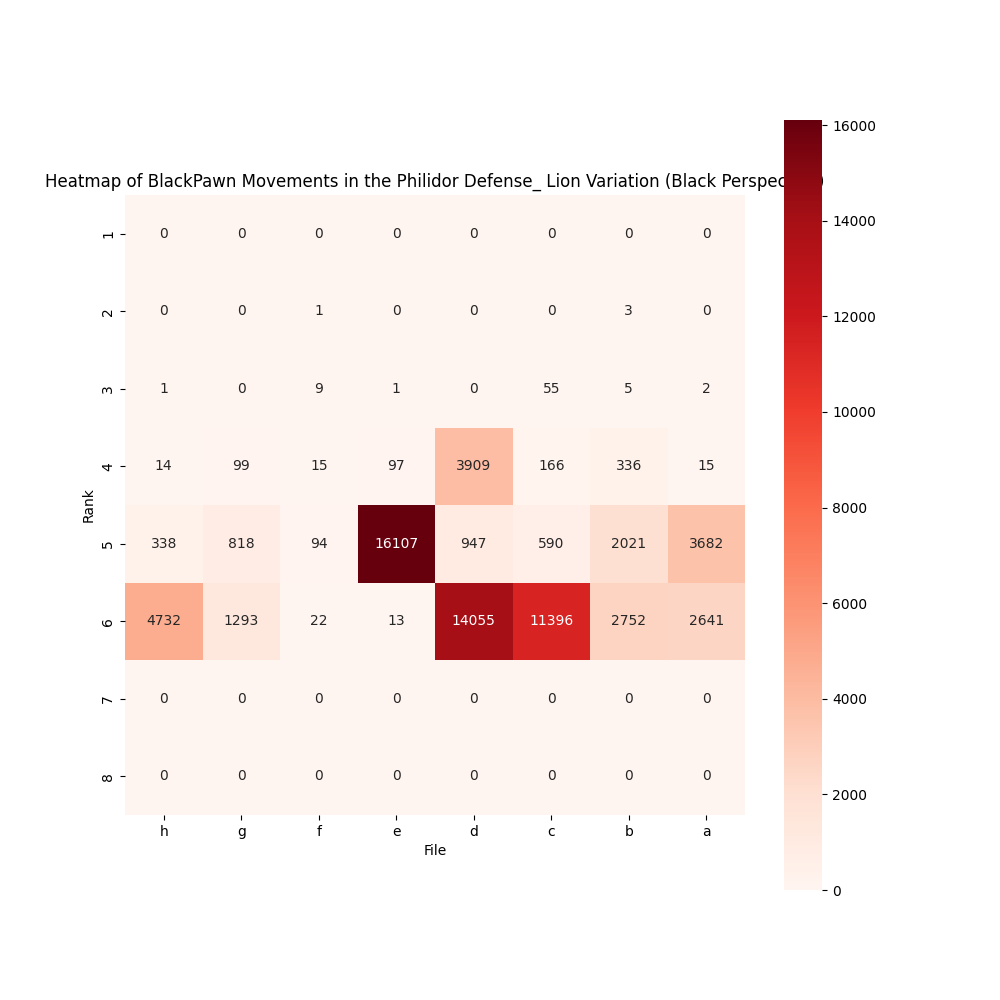 16000
Heatmap of BlackPawn Movements in the Philidor Defense_ Lion Variation (Black Perspec )
14000
12000
10000
8000
6000
4000
2000
0
1 0 0 0 0 0 0 0 0
2 0 0 1 0 0 0 3 0
3 1 0 9 1 0 55 5 2
4 14 99 15 97 3909 166 336 15
Rank
5 338 818 94 16107 947 590 2021 3682
6 4732 1293 22 13 14055 11396 2752 2641
7 0 0 0 0 0 0 0 0
8 0 0 0 0 0 0 0 0
h g f e d c b a
File